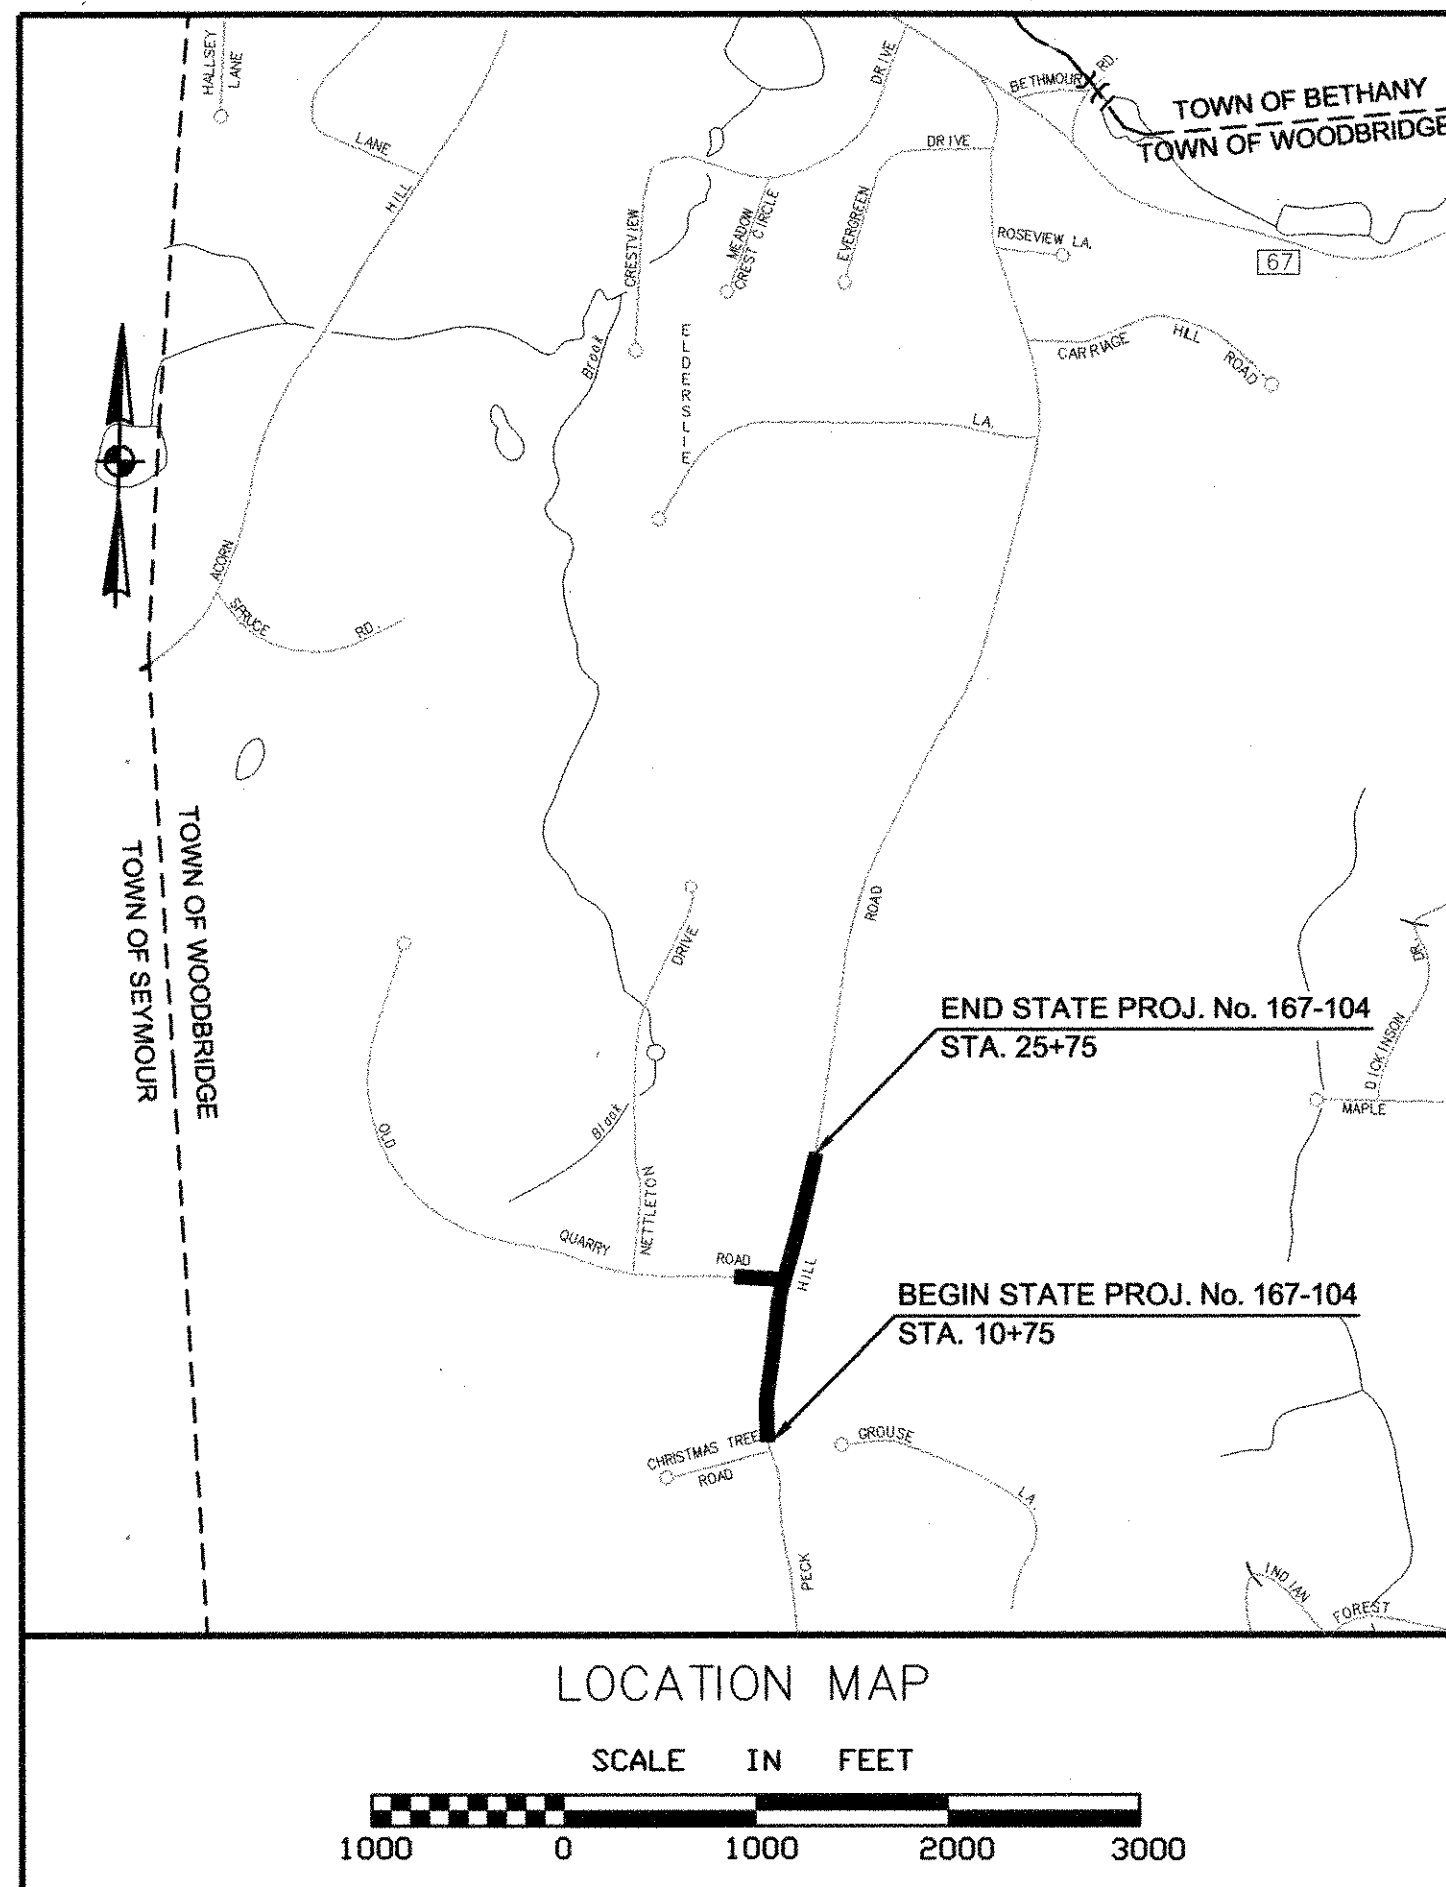 HALLSEY
LANE
LANE
HILL
DRIVE
BETHMOUR RD.
TOWN OF BETHANY
TOWN OF WOODBRIDGE
DRIVE
CRESTVIEW
MEADOW
CREST CIRCLE
EVERGREEN
ROSEVIEW LA.
67
CARRIAGE HILL ROAD
Brook
ELDERSLIE
LA.
ACORN
SPRUCE RD.
TOWN OF WOODBRIDGE
TOWN OF SEYMOUR
ROAD
DRIVE
DR.
DICKINSON
MAPLE
END STATE PROJ. No. 167-104
STA. 25+75
OLD
Black
NETTLETON
QUARRY
ROAD
HILL
BEGIN STATE PROJ. No. 167-104
STA. 10+75
CHRISTMAS TREE
ROAD
GROUSE
LA.
PECK
INDIAN
FOREST
LOCATION MAP
SCALE IN FEET
1000 0 1000 2000 3000